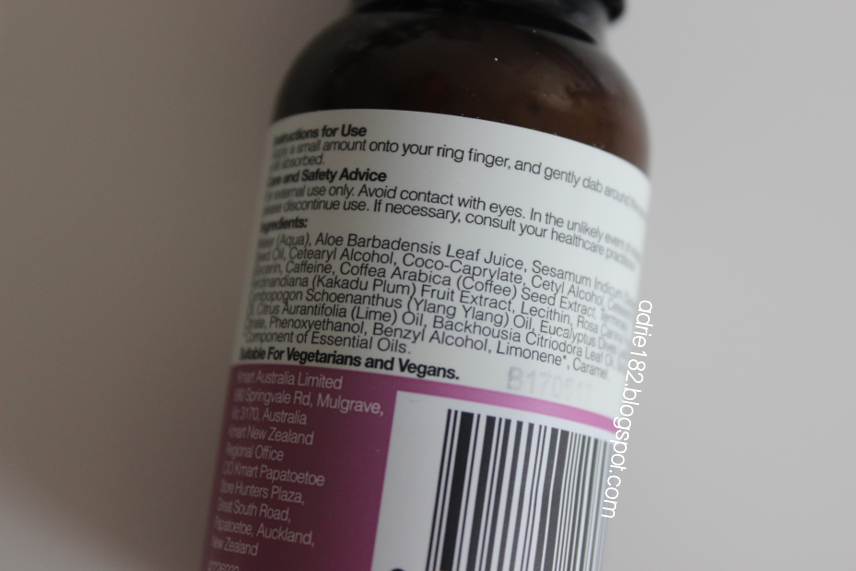 Instructions for Use
a small amount onto your ring finger, and gently dab around
absorbed.
Care and Safety Advice
external use only. Avoid contact with eyes. In the unlikely event
discontinue use. If necessary, consult your healthcare
Ingredients:
(Aqua), Aloe Barbadensis Leaf Juice, Sesamum Indicum
Seed Oil, Cetearyl Alcohol, Coco-Caprylate, Cetyl Alcohol,
Glycerin, Caffeine, Coffea Arabica (Coffee) Seed Extract,
Ferdinandiana (Kakadu Plum) Fruit Extract, Lecithin, Rosa
Schoenanthus (Ylang Ylang) Oil, Eucalyptus
Citrus Aurantifolia (Lime) Oil, Backhousia Citriodora Leaf Oil,
Phenoxyethanol, Benzyl Alcohol, Limonene*, Caramel.
*Component of Essential Oils.
Suitable For Vegetarians and Vegans.
Kmart Australia Limited
Springvale Rd, Mulgrave,
Vic 3170, Australia
Kmart New Zealand
Regional Office
C/O Kmart Papatoetoe
Store Hunters Plaza,
Great South Road,
Papatoetoe, Auckland,
New Zealand
adrie182.blogspot.com